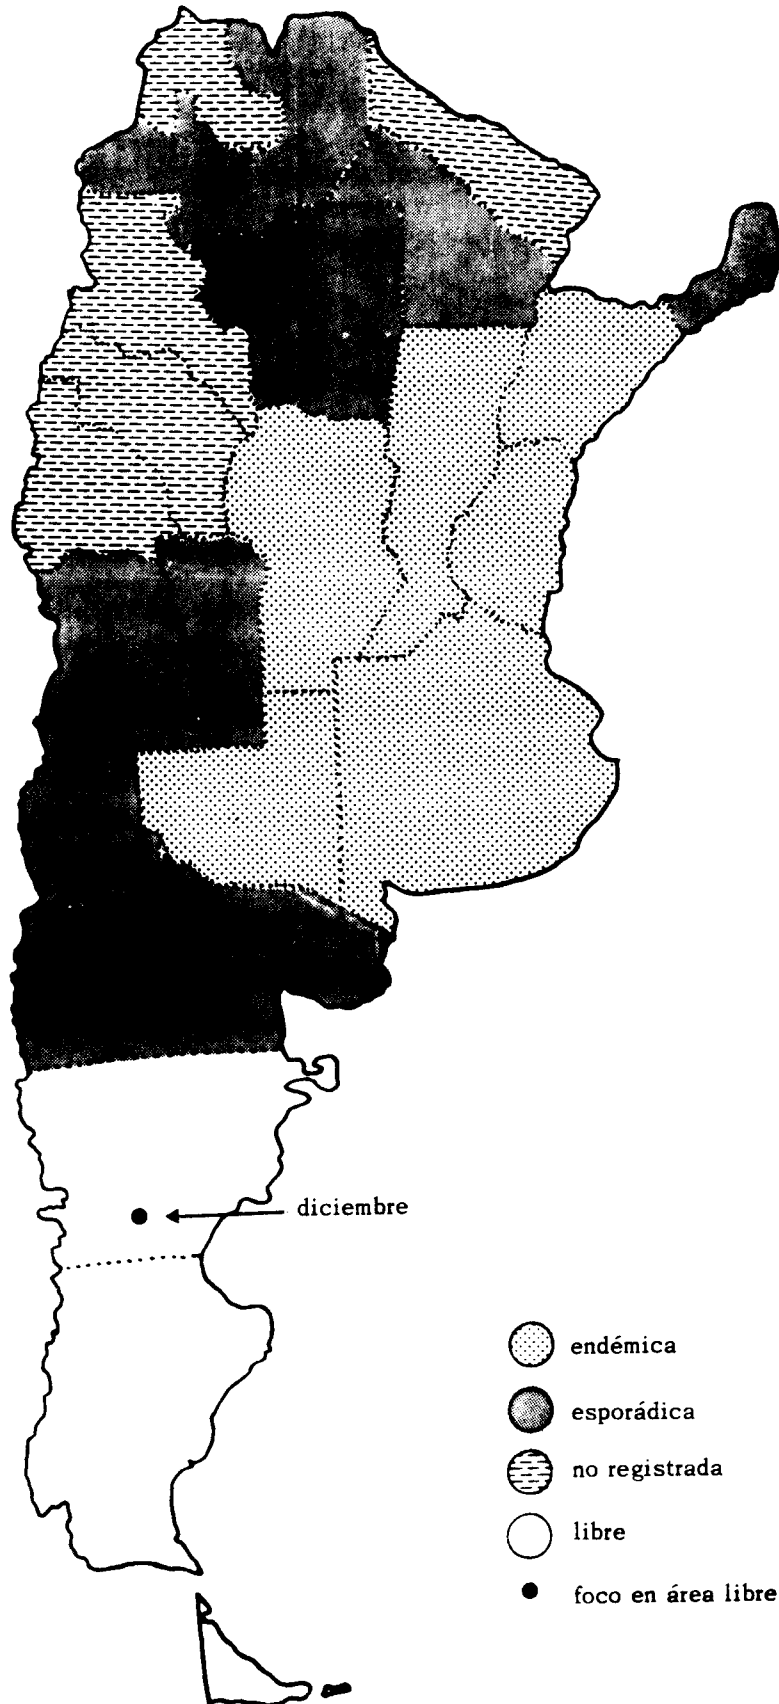 diciembre
endémica
esporádica
no registrada
libre
foco en área libre